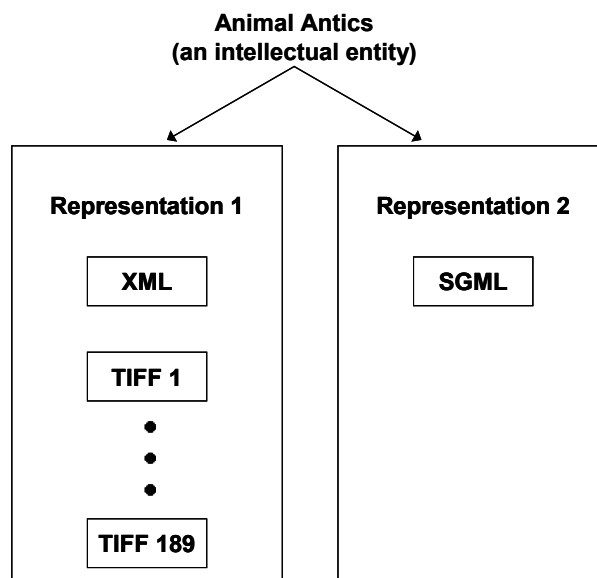 Animal Antics
(an intellectual entity)
Representation 1
XML
TIFF 1
TIFF 189
Representation 2
SGML